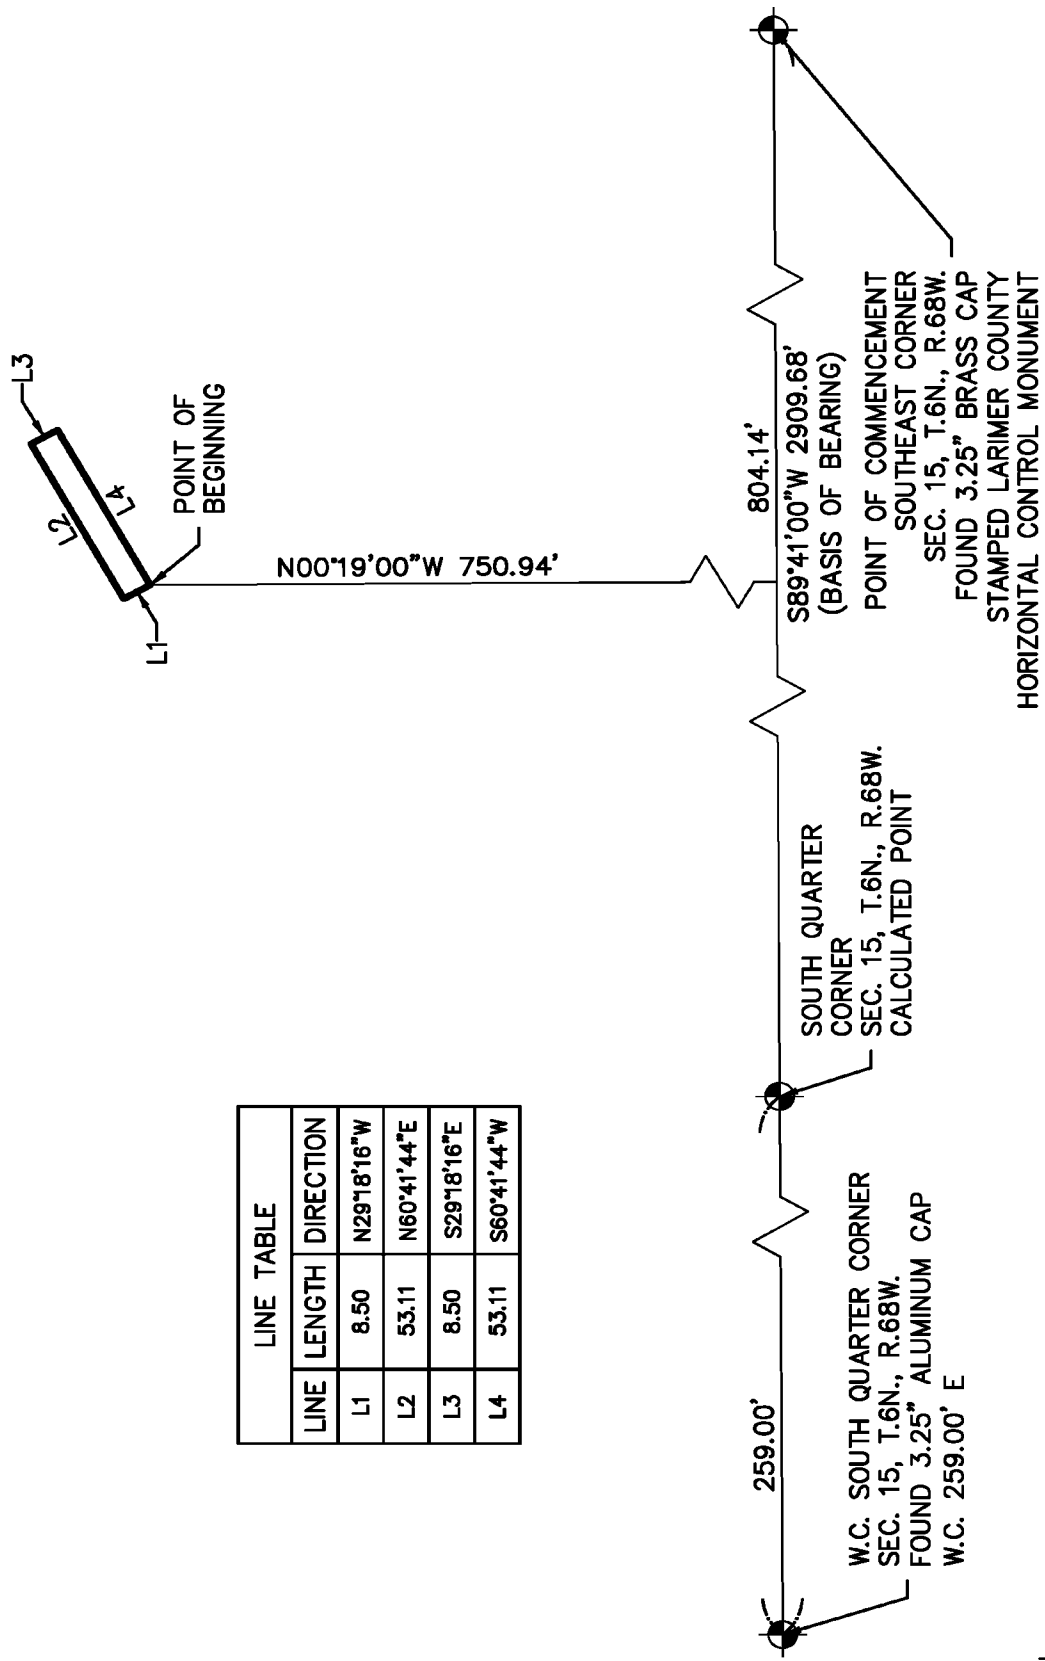 L3
L2
L4
L1
POINT OF
BEGINNING
N00°19'00"W 750.94'
804.14'
S89°41'00"W 2909.68'
(BASIS OF BEARING)
POINT OF COMMENCEMENT
SOUTHEAST CORNER
SEC. 15, T.6N., R.68W.
FOUND 3.25" BRASS CAP
STAMPED LARIMER COUNTY
HORIZONTAL CONTROL MONUMENT
SOUTH QUARTER
CORNER
SEC. 15, T.6N., R.68W.
CALCULATED POINT
259.00'
W.C. SOUTH QUARTER CORNER
SEC. 15, T.6N., R.68W.
FOUND 3.25" ALUMINUM CAP
W.C. 259.00' E
LINE TABLE
LINE LENGTH DIRECTION
L1 8.50 N29°18'16"W
L2 53.11 N60°41'44"E
L3 8.50 S29°18'16"E
L4 53.11 S60°41'44"W